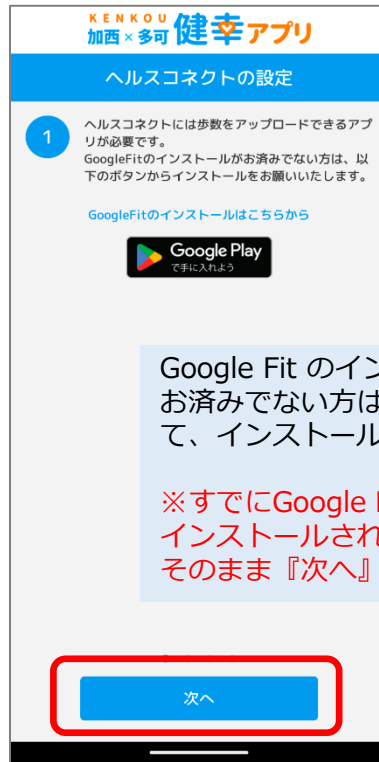 KENKOU
加西×多可 健幸アプリ
ヘルスコネクトの設定
1
ヘルスコネクトには歩数をアップロードできるアプ
リが必要です。
GoogleFitのインストールがお済みでない方は、以
下のボタンからインストールをお願いいたします。
GoogleFitのインストールはこちらから
Google Play
で手に入れよう
Google Fit のイン
お済みでない方は
て、インストール
※すでにGoogle
インストールされ
そのまま『次へ』
次へ